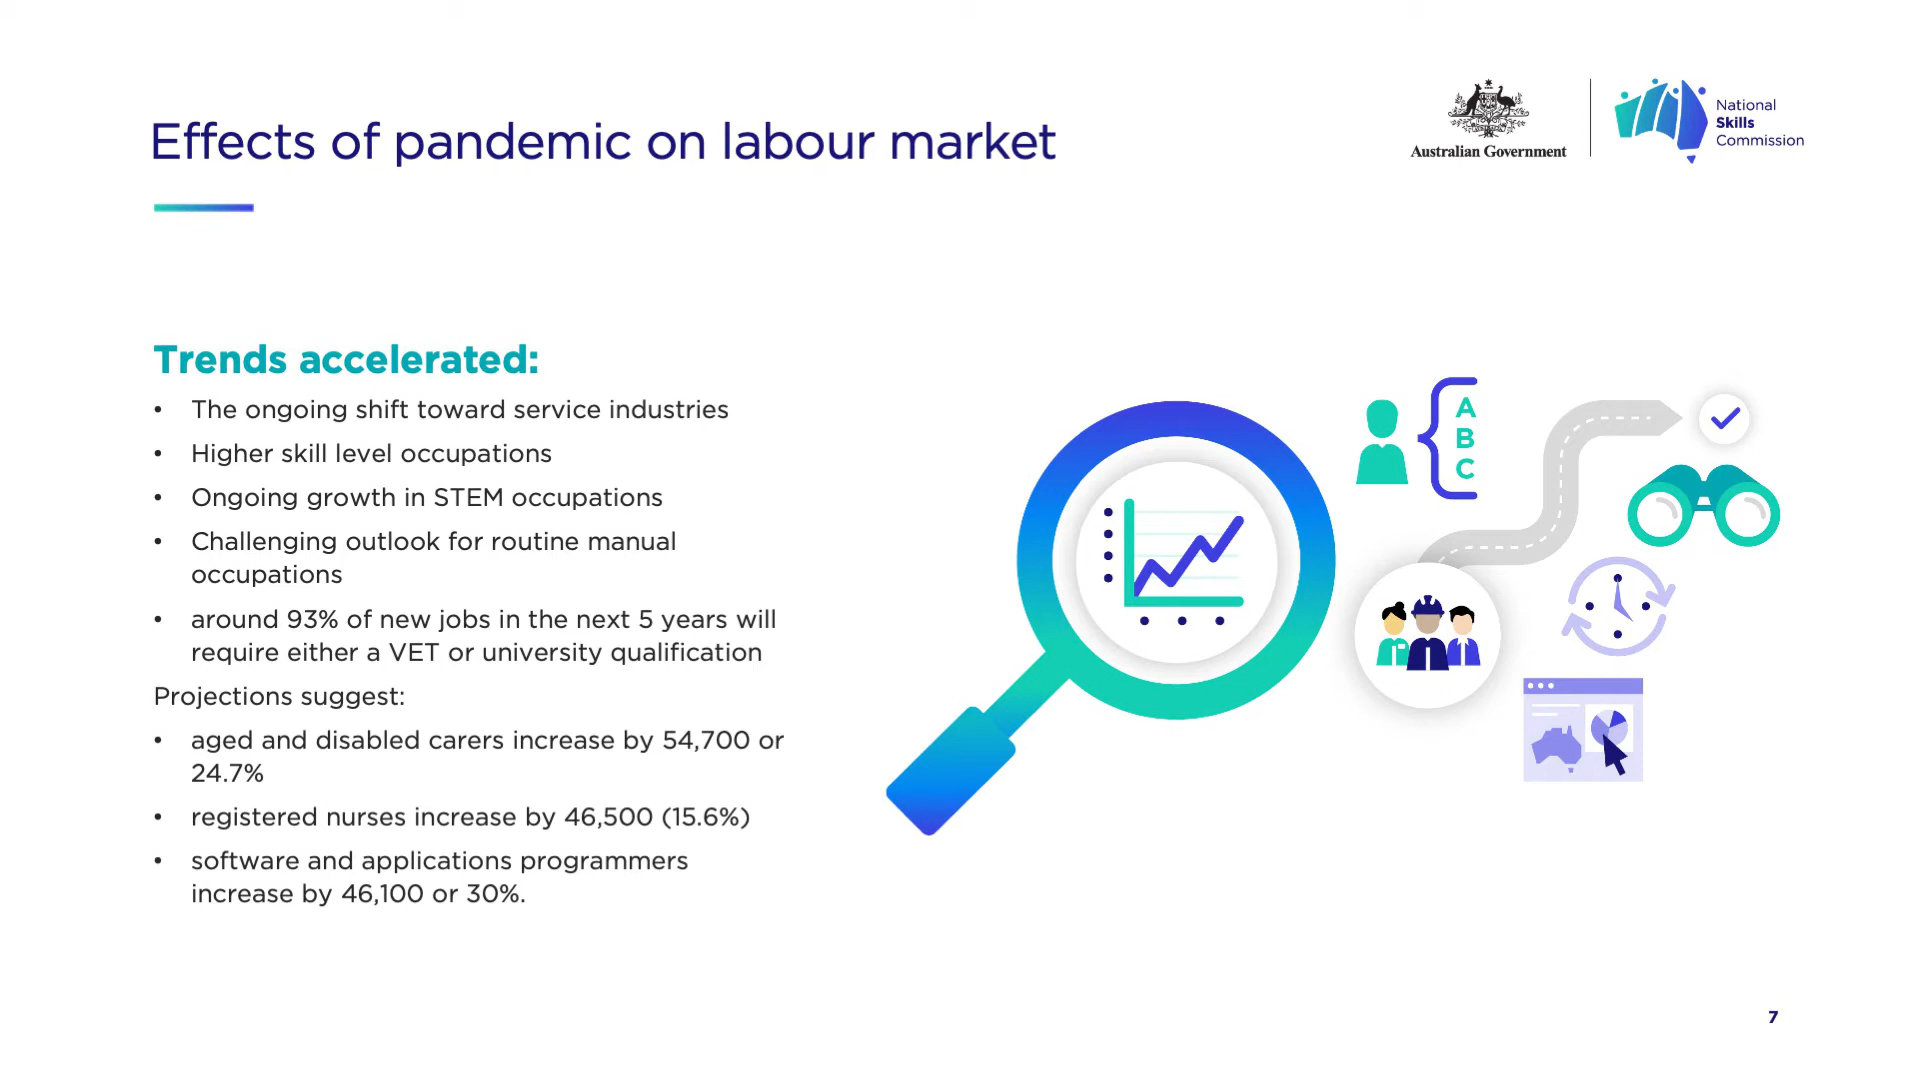 Effects of pandemic on labour market
Australian Government
National
Skills
Commission
Trends accelerated:
• The ongoing shift toward service industries
• Higher skill level occupations
• Ongoing growth in STEM occupations
• Challenging outlook for routine manual
occupations
• around 93% of new jobs in the next 5 years will
require either a VET or university qualification
Projections suggest:
• aged and disabled carers increase by 54,700 or
24.7%
• registered nurses increase by 46,500 (15.6%)
• software and applications programmers
increase by 46,100 or 30%.
A
B
C
7